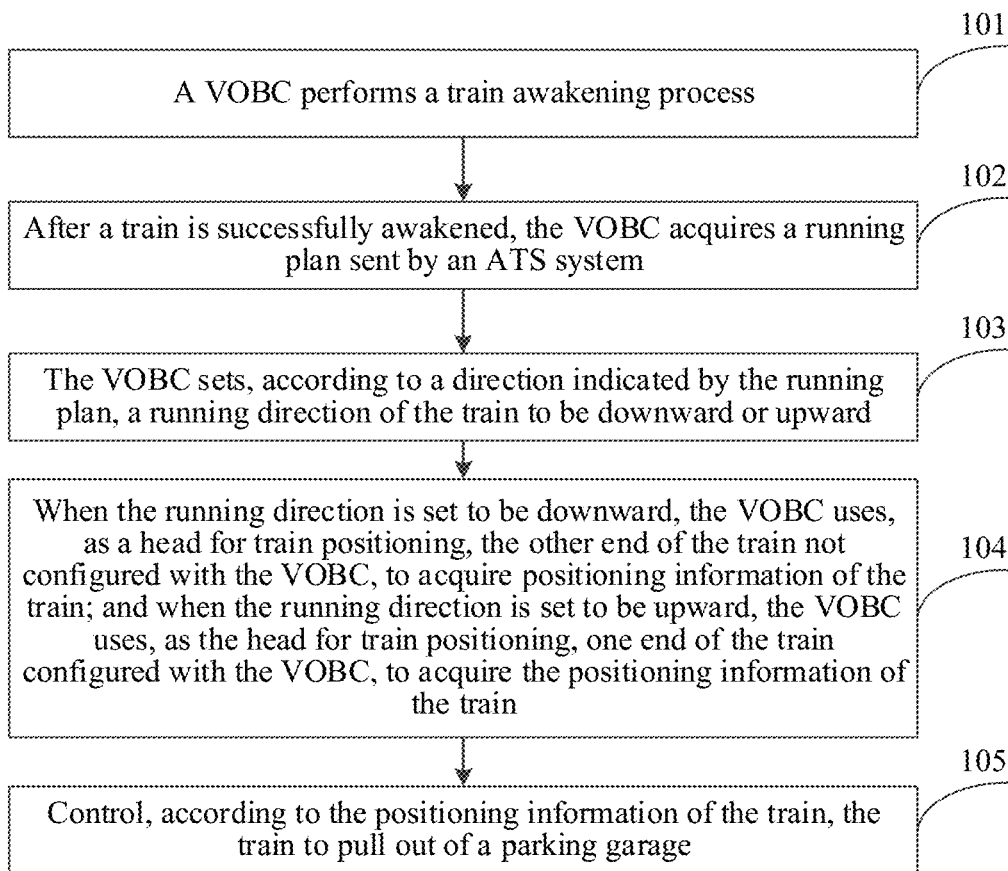 101
A VOBC performs a train awakening process
102
After a train is successfully awakened, the VOBC acquires a running
plan sent by an ATS system
103
The VOBC sets, according to a direction indicated by the running
plan, a running direction of the train to be downward or upward
104
When the running direction is set to be downward, the VOBC uses,
as a head for train positioning, the other end of the train not
configured with the VOBC, to acquire positioning information of the
train; and when the running direction is set to be upward, the VOBC
uses, as the head for train positioning, one end of the train
configured with the VOBC, to acquire the positioning information of
the train
105
Control, according to the positioning information of the train, the
train to pull out of a parking garage